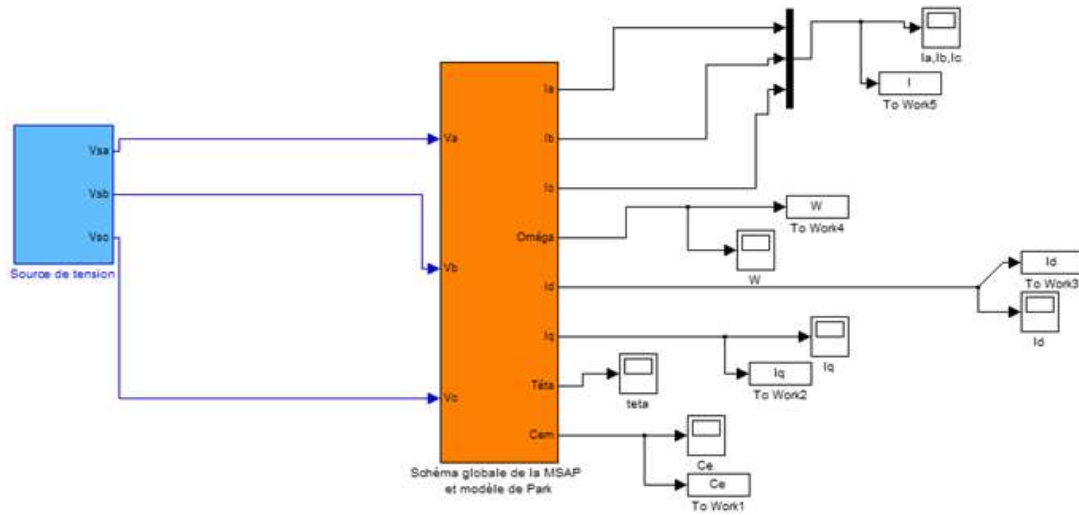 Ia,Ib,Ic
I
To Work5
Ia
Ib
Ic
Va
Vsa
Vsb
Vsc
Source de tension
W
To Work4
Oméga
W
Vb
Id
Id
To Work3
Id
Iq
Iq
Iq
To Work2
Téta
teta
Vc
Cem
Ce
Ce
To Work1
Schéma globale de la MSAP
et modèle de Park